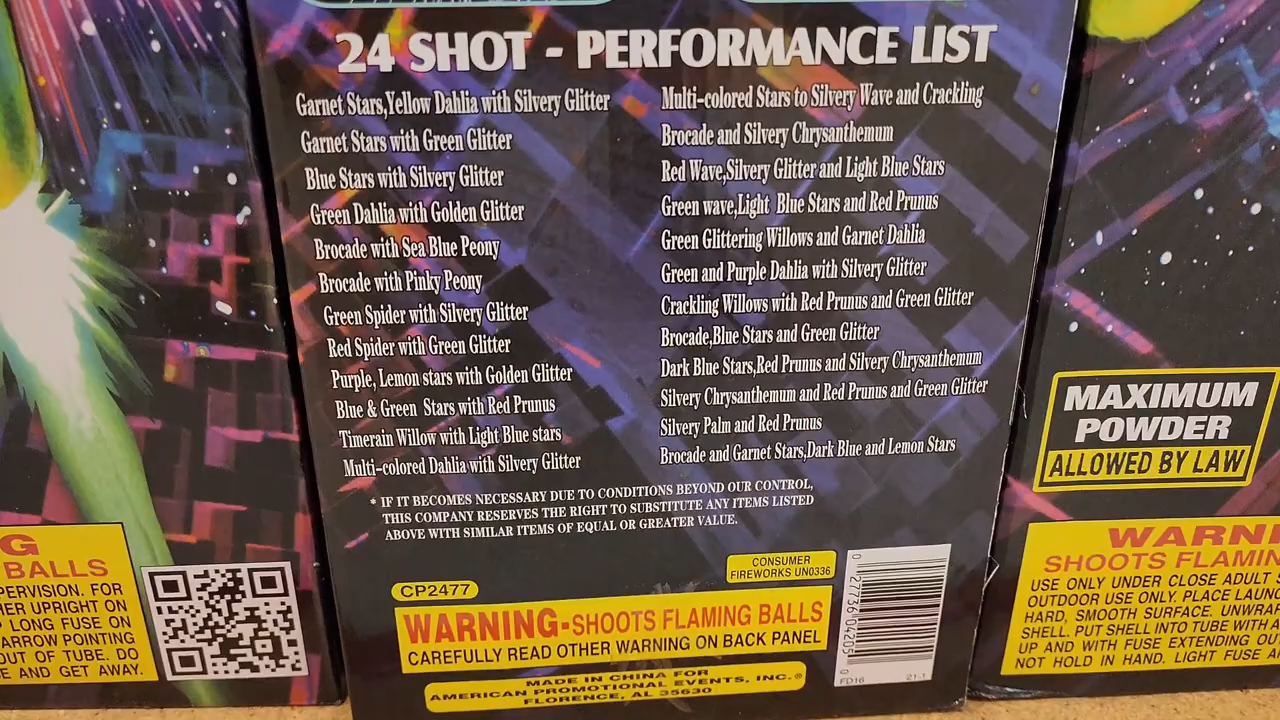 24 SHOT - PERFORMANCE LIST
Garnet Stars,Yellow Dahlia with Silvery Glitter
Garnet Stars with Green Glitter
Blue Stars with Silvery Glitter
Green Dahlia with Golden Glitter
Brocade with Sea Blue Peony
Brocade with Pinky Peony
Green Spider with Silvery Glitter
Red Spider with Green Glitter
Purple, Lemon stars with Golden Glitter
Blue & Green Stars with Red Prunus
Timerain Willow with Light Blue stars
Multi-colored Dahlia with Silvery Glitter
Multi-colored Stars to Silvery Wave and Crackling
Brocade and Silvery Chrysanthemum
Red Wave,Silvery Glitter and Light Blue Stars
Green wave,Light Blue Stars and Red Prunus
Green Glittering Willows and Garnet Dahlia
Green and Purple Dahlia with Silvery Glitter
Crackling Willows with Red Prunus and Green Glitter
Brocade,Blue Stars and Green Glitter
Dark Blue Stars,Red Prunus and Silvery Chrysanthemum
Silvery Chrysanthemum and Red Prunus and Green Glitter
Silvery Palm and Red Prunus
Brocade and Garnet Stars,Dark Blue and Lemon Stars
* IF IT BECOMES NECESSARY DUE TO CONDITIONS BEYOND OUR CONTROL,
THIS COMPANY RESERVES THE RIGHT TO SUBSTITUTE ANY ITEMS LISTED
ABOVE WITH SIMILAR ITEMS OF EQUAL OR GREATER VALUE.
CONSUMER
FIREWORKS UN0336
CP2477
WARNING-SHOOTS FLAMING BALLS
CAREFULLY READ OTHER WARNING ON BACK PANEL
MADE IN CHINA FOR
AMERICAN PROMOTIONAL EVENTS, INC.®
FLORENCE, AL 35630
0 27736 04205 0
FD16 21-1
G
BALLS
PERVISION. FOR
HER UPRIGHT ON
LONG FUSE ON
ARROW POINTING
OUT OF TUBE. DO
E AND GET AWAY.
MAXIMUM
POWDER
ALLOWED BY LAW
WARNI
SHOOTS FLAMIN
USE ONLY UNDER CLOSE ADULT
OUTDOOR USE ONLY. PLACE LAUNC
HARD, SMOOTH SURFACE. UNWRAP
SHELL. PUT SHELL INTO TUBE WITH A
UP AND WITH FUSE EXTENDING OU
NOT HOLD IN HAND. LIGHT FUSE A